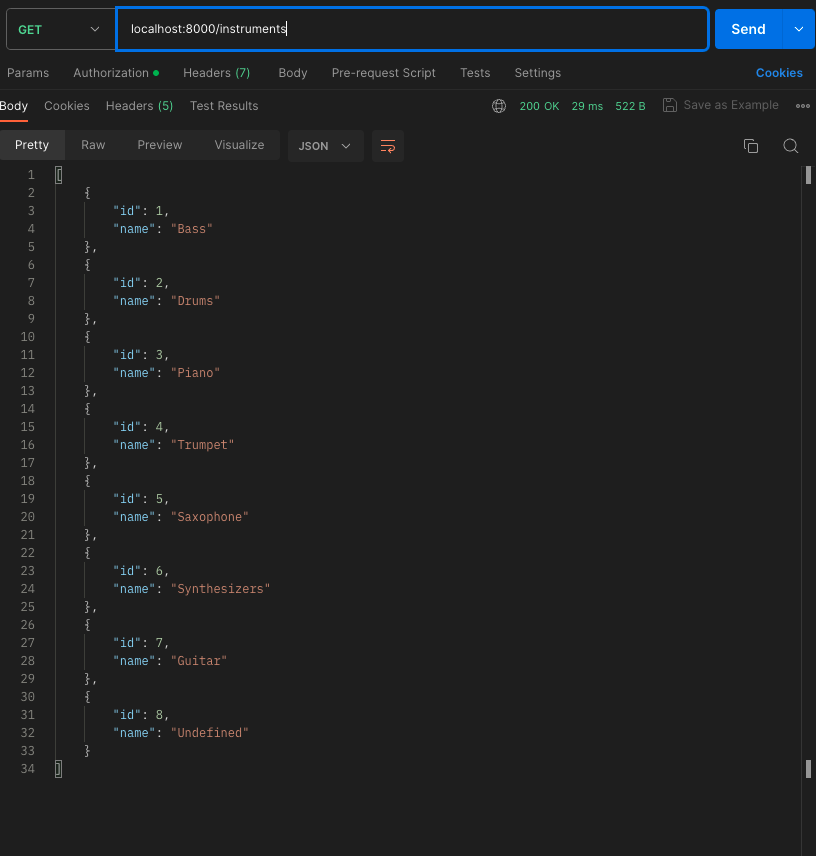 GET localhost:8000/instruments Send
Params Authorization Headers (7) Body Pre-request Script Tests Settings Cookies
Body Cookies Headers (5) Test Results 200 OK 29 ms 522 B Save as Example
Pretty Raw Preview Visualize JSON
1 [
2 {
3 "id": 1,
4 "name": "Bass"
5 },
6 {
7 "id": 2,
8 "name": "Drums"
9 },
10 {
11 "id": 3,
12 "name": "Piano"
13 },
14 {
15 "id": 4,
16 "name": "Trumpet"
17 },
18 {
19 "id": 5,
20 "name": "Saxophone"
21 },
22 {
23 "id": 6,
24 "name": "Synthesizers"
25 },
26 {
27 "id": 7,
28 "name": "Guitar"
29 },
30 {
31 "id": 8,
32 "name": "Undefined"
33 }
34 ]